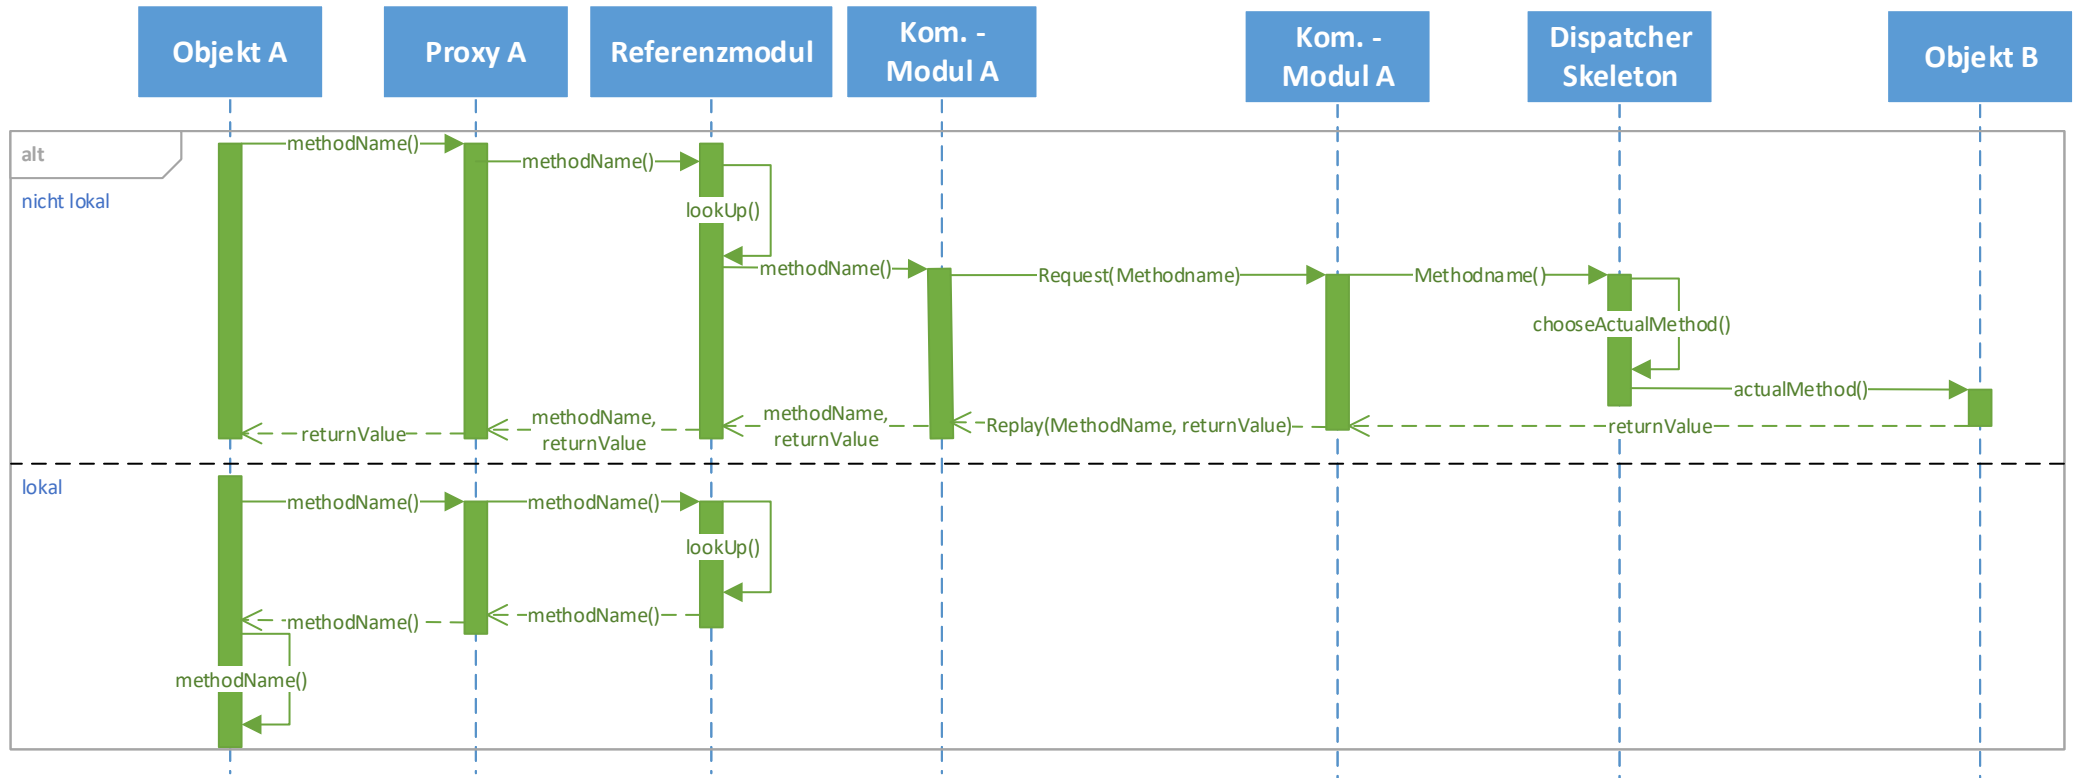 Objekt A
Proxy A
Referenzmodul
Kom. -
Modul A
Kom. -
Modul A
Dispatcher
Skeleton
Objekt B
alt
nicht lokal
methodName()
methodName()
lookUp()
methodName()
Request(Methodname)
Methodname()
chooseActualMethod()
actualMethod()
returnValue
methodName,
returnValue
methodName,
returnValue
Replay(MethodName, returnValue)
returnValue
lokal
methodName()
methodName()
lookUp()
methodName()
methodName()
methodName()